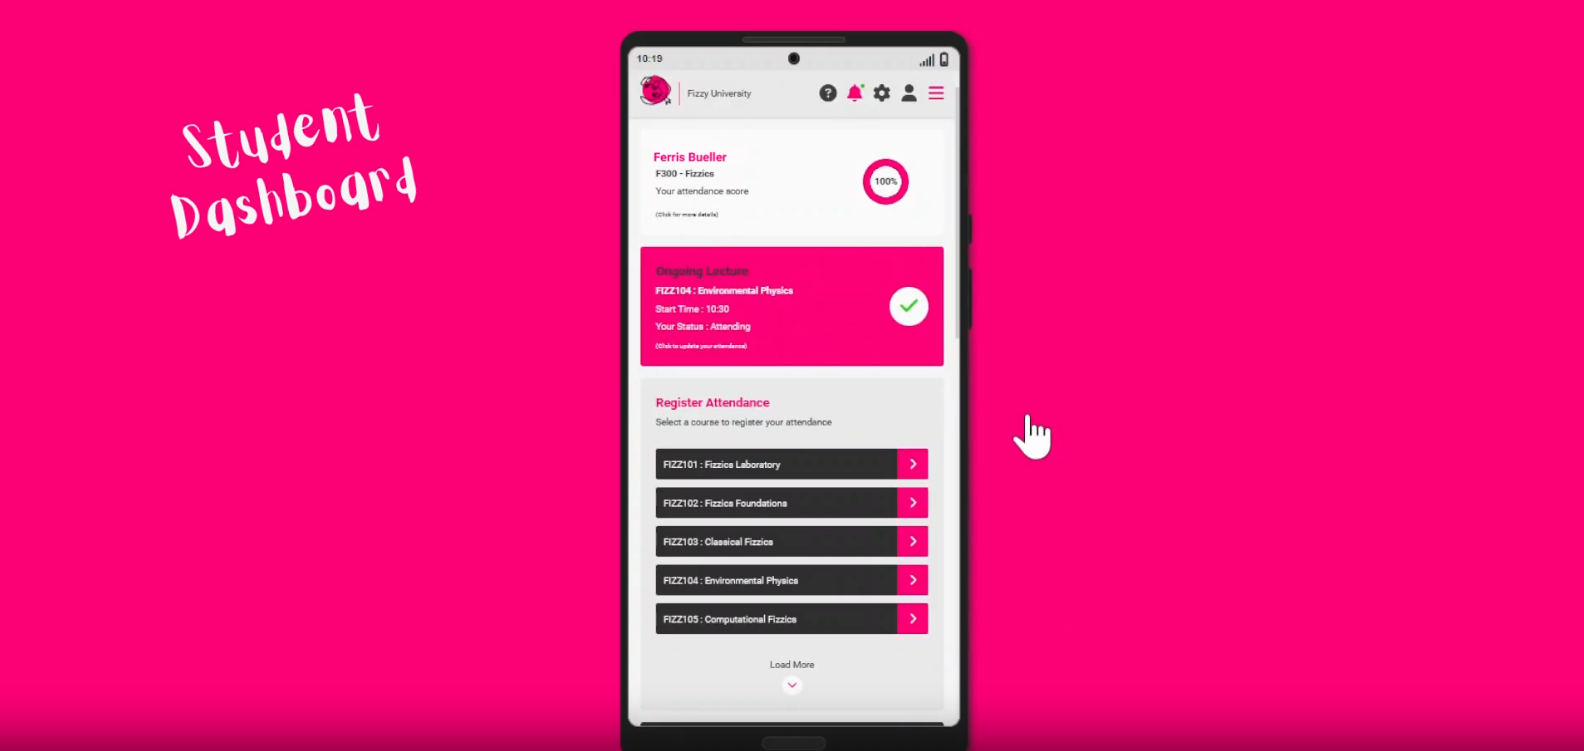 Student
Dashboard
10:19
Fizzy University
Ferris Bueller
F300 - Fizzics
Your attendance score
(Click for more details)
100%
Ongoing Lecture
FIZZ104 : Environmental Physics
Start Time : 10:30
Your Status : Attending
(Click to update your attendance)
Register Attendance
Select a course to register your attendance
FIZZ101 : Fizzics Laboratory
FIZZ102 : Fizzics Foundations
FIZZ103 : Classical Fizzics
FIZZ104 : Environmental Physics
FIZZ105 : Computational Fizzics
Load More